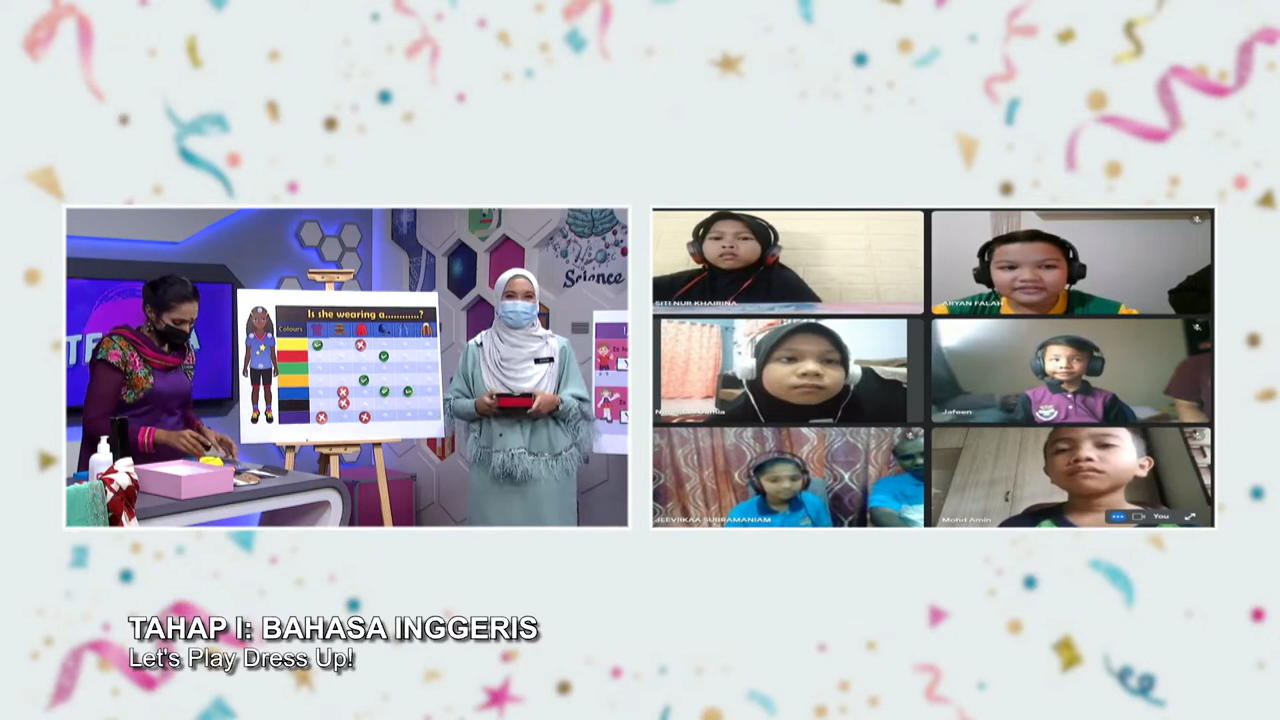 Is she wearing a............?
Colours
Science
SITI NUR KHAIRINA
ARYAN FALAH
Jafeen
JEEVIKAA SUBRAMANIAM
Mohd Amin
You
TAHAP I: BAHASA INGGERIS
Let's Play Dress Up!